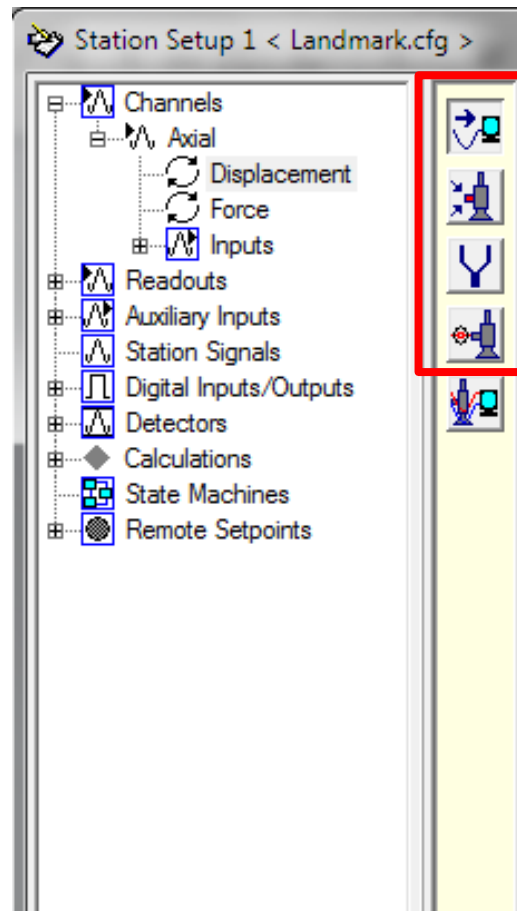 Station Setup 1 < Landmark.cfg >
Channels
Axial
Displacement
Force
Inputs
Readouts
Auxiliary Inputs
Station Signals
Digital Inputs/Outputs
Detectors
Calculations
State Machines
Remote Setpoints